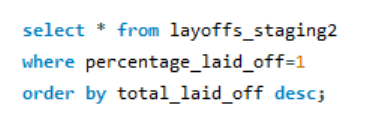 select * from layoffs_staging2
where percentage_laid_off=1
order by total_laid_off desc;